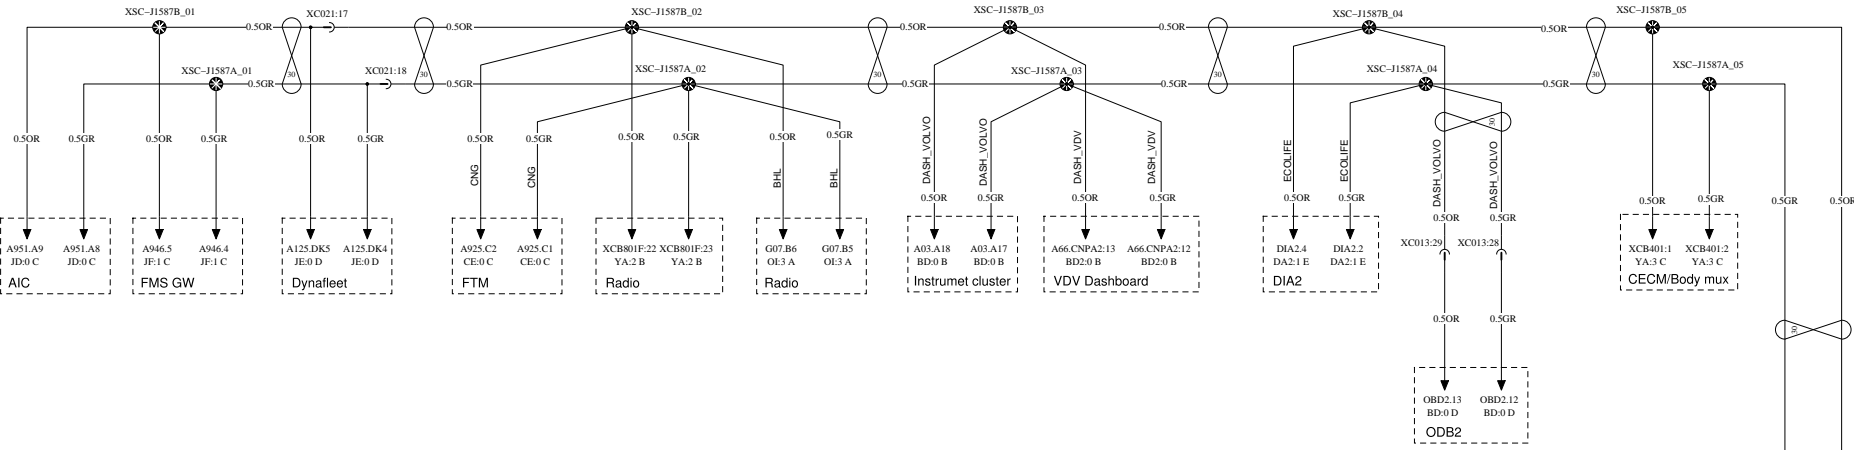 XSC-J1587B_01
XC021:17
XSC-J1587B_02
XSC-J1587B_03
XSC-J1587B_04
XSC-J1587B_05
0.5OR
0.5OR
0.5OR
0.5OR
0.5OR
XSC-J1587A_01
XC021:18
XSC-J1587A_02
XSC-J1587A_03
XSC-J1587A_04
XSC-J1587A_05
30
30
30
30
30
0.5GR
0.5GR
0.5GR
0.5GR
0.5GR
0.5OR
0.5GR
0.5OR
0.5GR
0.5OR
0.5GR
0.5OR
0.5GR
0.5OR
0.5GR
0.5OR
0.5GR
CNG
CNG
BHL
BHL
DASH_VOLVO
DASH_VOLVO
DASH_VDV
DASH_VDV
ECOLIFE
ECOLIFE
30
DASH_VOLVO
DASH_VOLVO
0.5OR
0.5GR
0.5OR
0.5GR
0.5OR
0.5GR
0.5OR
0.5GR
0.5OR
0.5GR
0.5GR
0.5OR
A951.A9
JD:0 C
A951.A8
JD:0 C
AIC
A946.5
JF:1 C
A946.4
JF:1 C
FMS GW
A125.DK5
JE:0 D
A125.DK4
JE:0 D
Dynafleet
A925.C2
CE:0 C
A925.C1
CE:0 C
FTM
XCB801F:22
YA:2 B
XCB801F:23
YA:2 B
Radio
G07.B6
OI:3 A
G07.B5
OI:3 A
Radio
A03.A18
BD:0 B
A03.A17
BD:0 B
Instrumet cluster
A66.CNPA2:13
BD2:0 B
A66.CNPA2:12
BD2:0 B
VDV Dashboard
DIA2.4
DA2:1 E
DIA2.2
DA2:1 E
DIA2
XC013:29
XC013:28
0.5OR
0.5GR
OBD2.13
BD:0 D
OBD2.12
BD:0 D
ODB2
XCB401:1
YA:3 C
XCB401:2
YA:3 C
CECM/Body mux
30